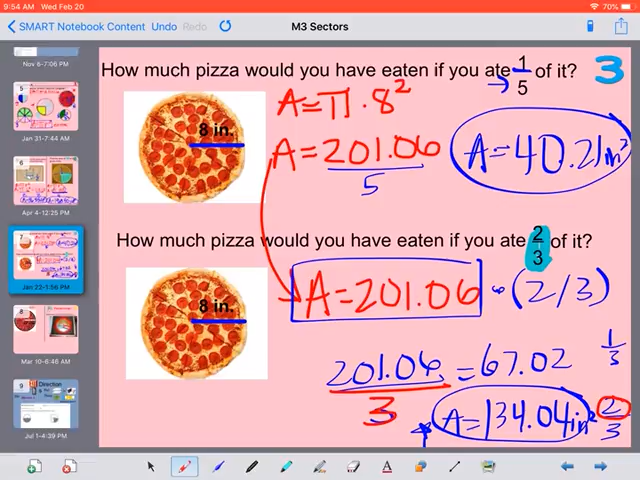 9:54 AM Wed Feb 20
70%
SMART Notebook Content Undo Redo
M3 Sectors
Nov 6-7:06 PM
How much pizza would you have eaten if you ate 1/5 of it? 3
A=π·8²
8 in.
A=201.06
5
A=40.21in²
5
Jan 31-7:44 AM
6
Apr 4-12:25 PM
How much pizza would you have eaten if you ate 2/3 of it?
A=201.06 · (2/3)
8 in.
Jan 22-1:56 PM
8
201.06 = 67.02 1/3
3
A=134.04in² 2/3
Mar 10-6:46 AM
9
Direction
Jul 1-4:39 PM
A